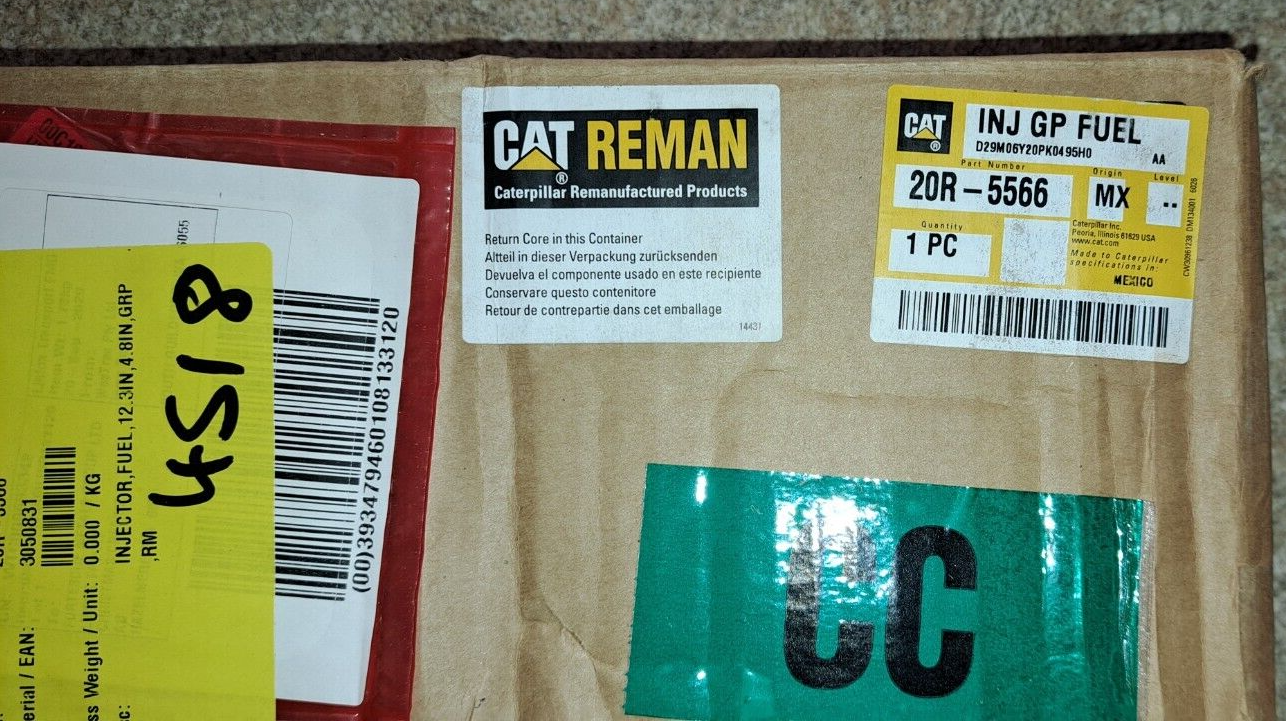 CAT REMAN
®
Caterpillar Remanufactured Products
Return Core in this Container
Altteil in dieser Verpackung zurücksenden
Devuelva el componente usado en este recipiente
Conservare questo contenitore
Retour de contrepartie dans cet emballage
14431
CAT
®
INJ GP FUEL
D29M06Y20PK0495H0
AA
Part Number
Origin
Level
20R-5566
MX
--
Quantity
1 PC
Caterpillar Inc.
Peoria, Illinois 61629 USA
www.cat.com
Made to Caterpillar
specifications in:
MEXICO
CC
4518
3050831
erial / EAN:
ss Weight / Unit: 0.000 / KG
INJECTOR,FUEL,12.3IN,4.8IN,GRP
,RM
(00)393479460108133120